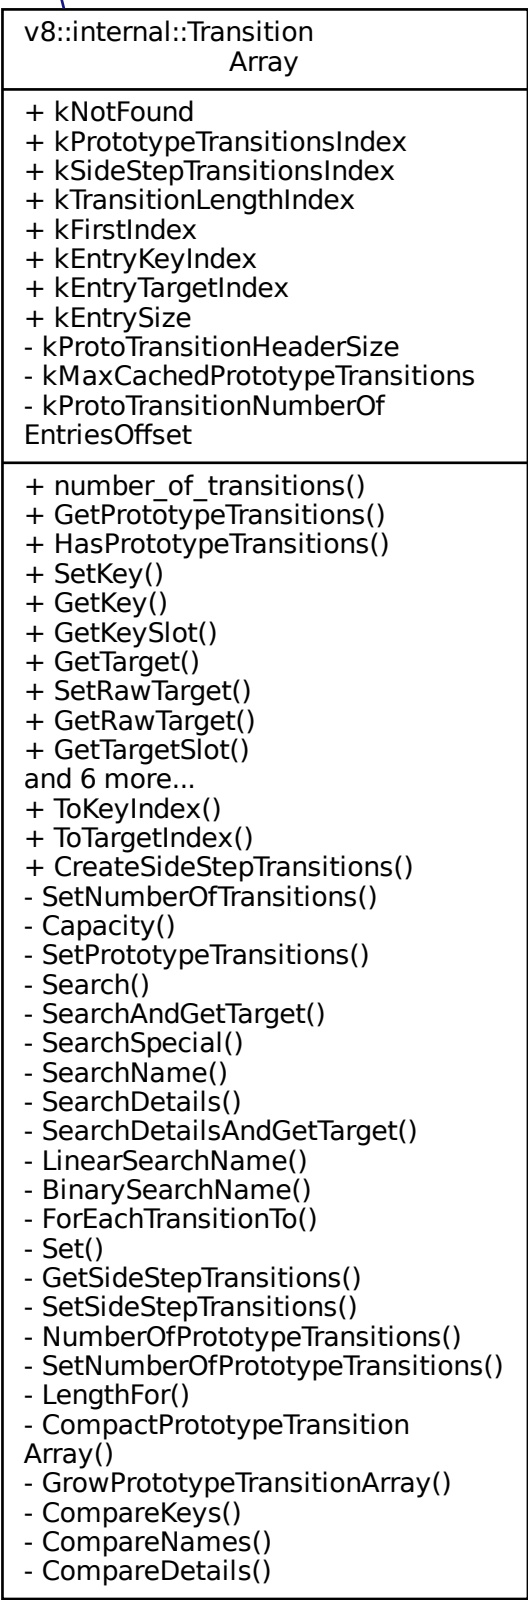 v8::internal::Transition
Array
+ kNotFound
+ kPrototypeTransitionsIndex
+ kSideStepTransitionsIndex
+ kTransitionLengthIndex
+ kFirstIndex
+ kEntryKeyIndex
+ kEntryTargetIndex
+ kEntrySize
- kProtoTransitionHeaderSize
- kMaxCachedPrototypeTransitions
- kProtoTransitionNumberOf
EntriesOffset
+ number_of_transitions()
+ GetPrototypeTransitions()
+ HasPrototypeTransitions()
+ SetKey()
+ GetKey()
+ GetKeySlot()
+ GetTarget()
+ SetRawTarget()
+ GetRawTarget()
+ GetTargetSlot()
and 6 more...
+ ToKeyIndex()
+ ToTargetIndex()
+ CreateSideStepTransitions()
- SetNumberOfTransitions()
- Capacity()
- SetPrototypeTransitions()
- Search()
- SearchAndGetTarget()
- SearchSpecial()
- SearchName()
- SearchDetails()
- SearchDetailsAndGetTarget()
- LinearSearchName()
- BinarySearchName()
- ForEachTransitionTo()
- Set()
- GetSideStepTransitions()
- SetSideStepTransitions()
- NumberOfPrototypeTransitions()
- SetNumberOfPrototypeTransitions()
- LengthFor()
- CompactPrototypeTransition
Array()
- GrowPrototypeTransitionArray()
- CompareKeys()
- CompareNames()
- CompareDetails()